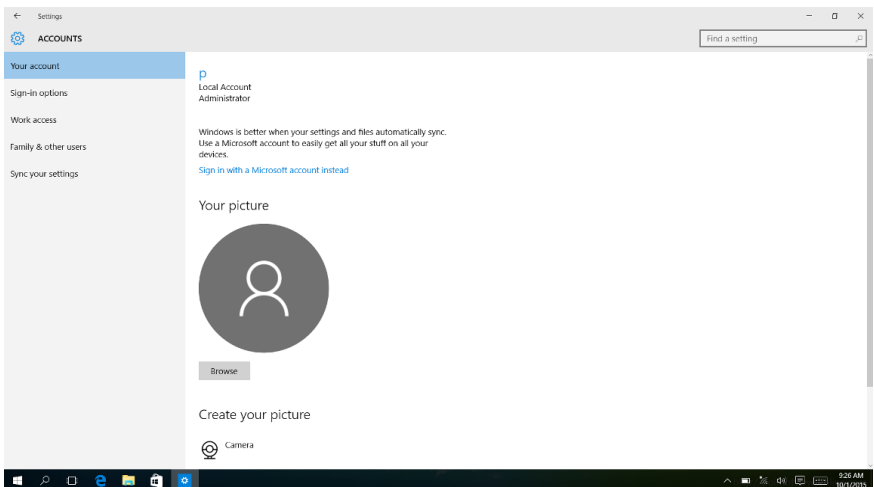 Settings
ACCOUNTS
Find a setting
Your account
Sign-in options
Work access
Family & other users
Sync your settings
p
Local Account
Administrator
Windows is better when your settings and files automatically sync.
Use a Microsoft account to easily get all your stuff on all your
devices.
Sign in with a Microsoft account instead
Your picture
Browse
Create your picture
Camera
9:26 AM
10/1/2015